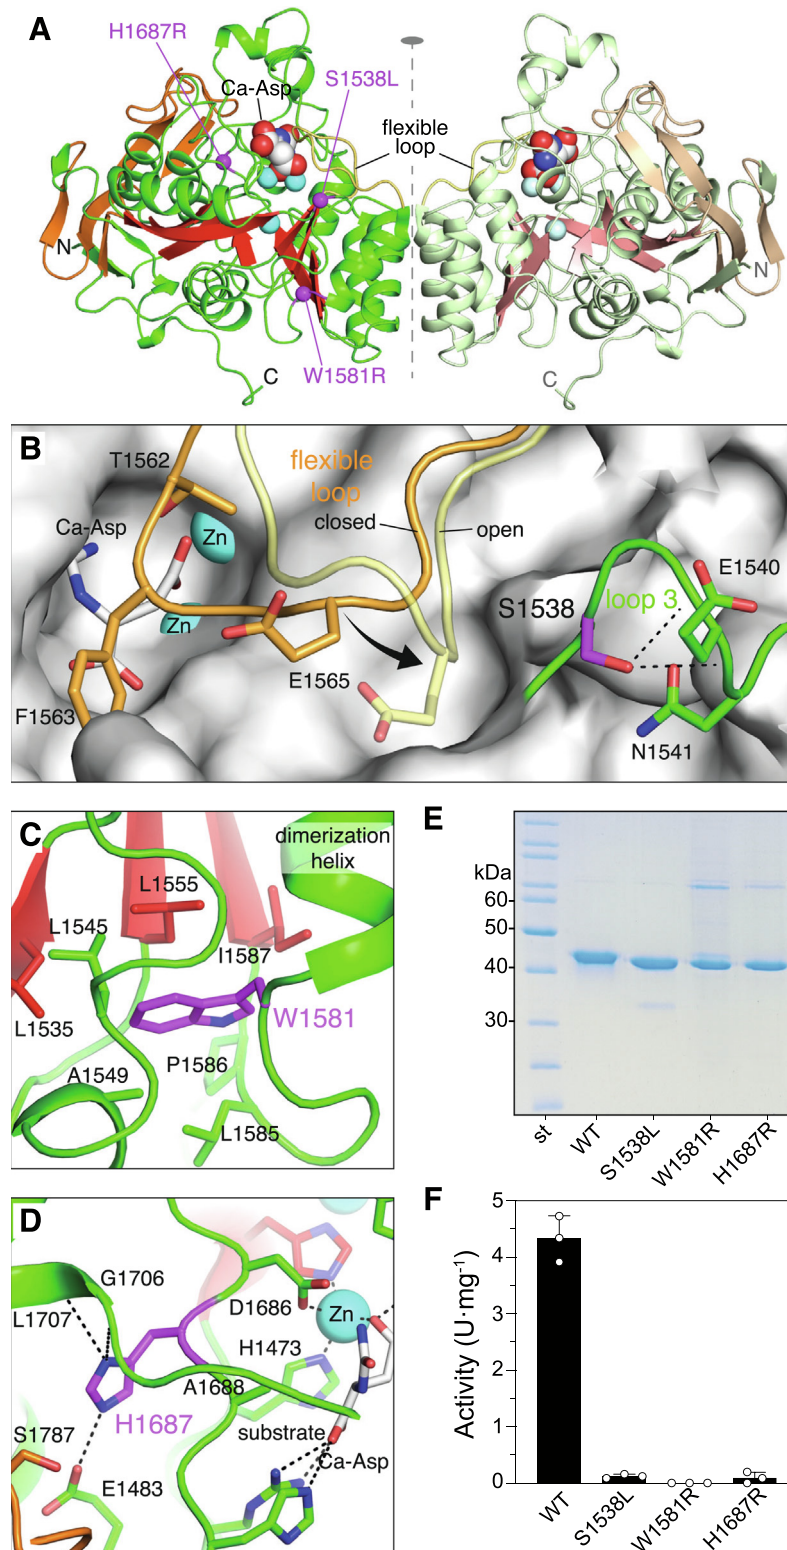 A
H1687R
S1538L
Ca-Asp
flexible
loop
N
N
C
C
W1581R
B
T1562
flexible
loop
closed
open
Ca-Asp
Zn
Zn
S1538
loop 3
E1540
E1565
F1563
N1541
C
dimerization
helix
L1555
L1545
I1587
W1581
L1535
P1586
A1549
L1585
E
kDa
60
50
40
30
st
WT
S1538L
W1581R
H1687R
D
G1706
L1707
D1686
Zn
H1473
A1688
H1687
substrate
Ca-Asp
S1787
E1483
F
Activity (U·mg-1)
5
4
3
2
1
0
WT
S1538L
W1581R
H1687R